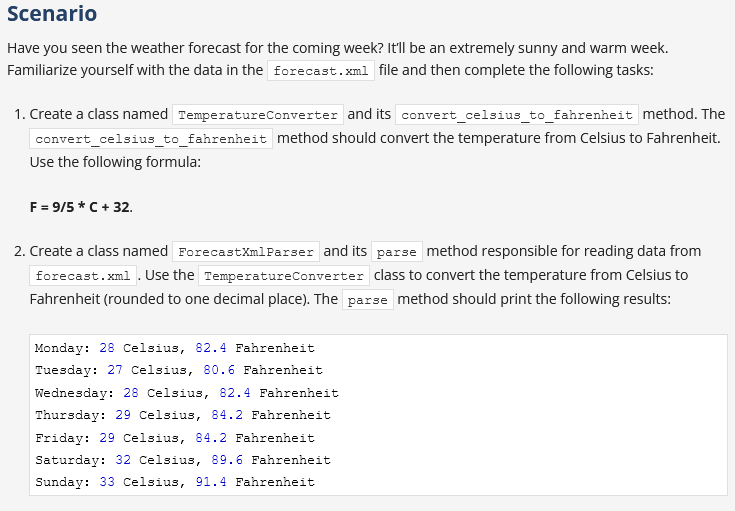 Scenario
Have you seen the weather forecast for the coming week? It'll be an extremely sunny and warm week.
Familiarize yourself with the data in the forecast.xml file and then complete the following tasks:
1. Create a class named TemperatureConverter and its convert_celsius_to_fahrenheit method. The
convert_celsius_to_fahrenheit method should convert the temperature from Celsius to Fahrenheit.
Use the following formula:
F = 9/5 * C + 32.
2. Create a class named ForecastXmlParser and its parse method responsible for reading data from
forecast.xml . Use the TemperatureConverter class to convert the temperature from Celsius to
Fahrenheit (rounded to one decimal place). The parse method should print the following results:
Monday: 28 Celsius, 82.4 Fahrenheit
Tuesday: 27 Celsius, 80.6 Fahrenheit
Wednesday: 28 Celsius, 82.4 Fahrenheit
Thursday: 29 Celsius, 84.2 Fahrenheit
Friday: 29 Celsius, 84.2 Fahrenheit
Saturday: 32 Celsius, 89.6 Fahrenheit
Sunday: 33 Celsius, 91.4 Fahrenheit